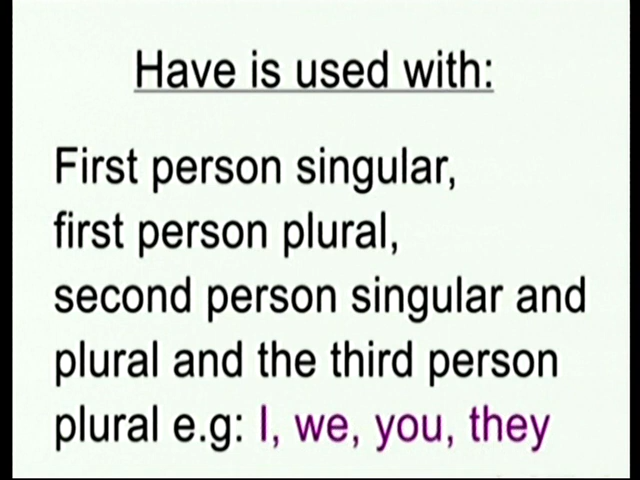 Have is used with:
First person singular,
first person plural,
second person singular and
plural and the third person
plural e.g: I, we, you, they